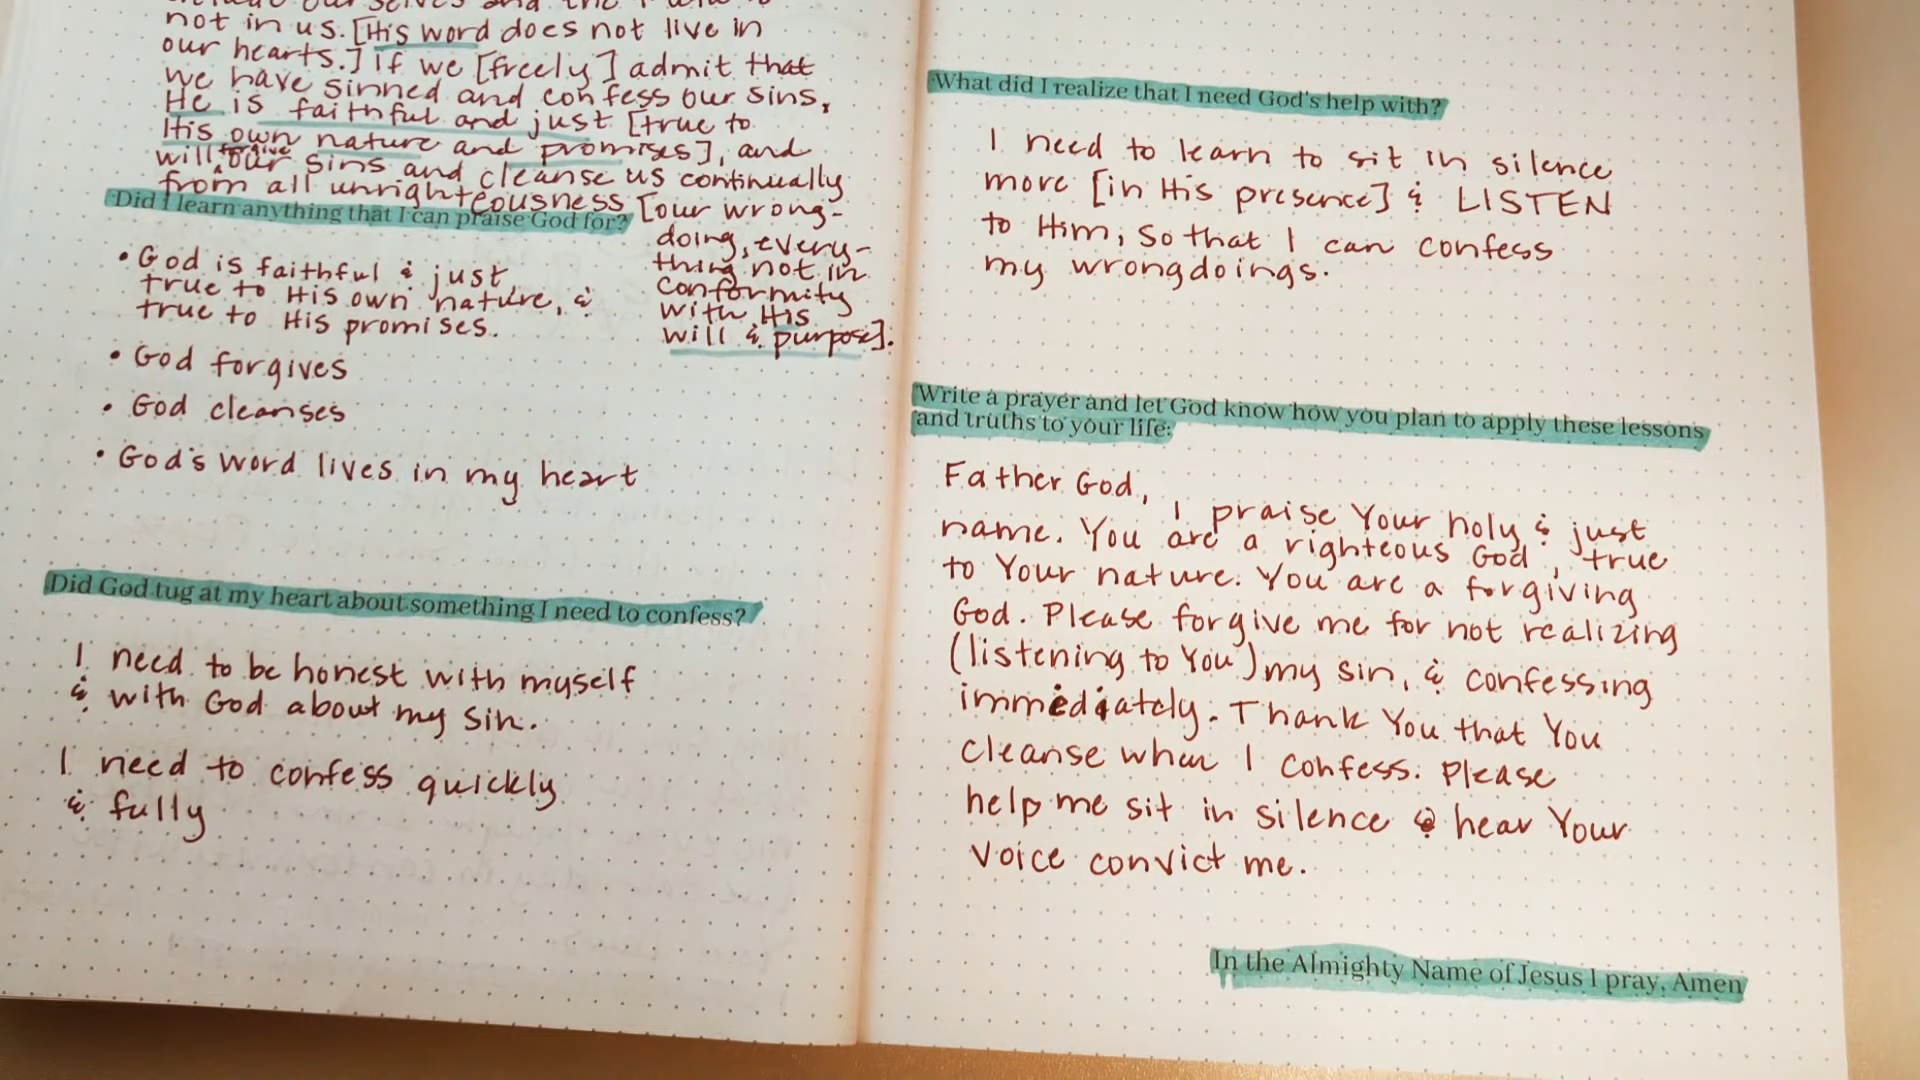 not in us. [His word does not live in
our hearts.] If we [freely] admit that
we have sinned and confess our sins,
He is faithful and just [true to
His own nature and promises], and
will forgive our sins and cleanse us continually
from all unrighteousness [our wrong-
doing, every-
thing not in
conformity
with His
will & purpose].
Did I learn anything that I can praise God for?
• God is faithful & just,
true to His own nature, &
true to His promises.
• God forgives
• God cleanses
• God's word lives in my heart
Did God tug at my heart about something I need to confess?
I need to be honest with myself
& with God about my sin.
I need to confess quickly
& fully
What did I realize that I need God's help with?
I need to learn to sit in silence
more [in His presence] & LISTEN
to Him, so that I can confess
my wrongdoings.
Write a prayer and let God know how you plan to apply these lessons
and truths to your life:
Father God,
I praise Your holy & just
name. You are a righteous God, true
to Your nature. You are a forgiving
God. Please forgive me for not realizing
(listening to You) my sin, & confessing
immediately. Thank You that You
cleanse when I confess. Please
help me sit in silence & hear Your
voice convict me.
In the Almighty Name of Jesus I pray, Amen